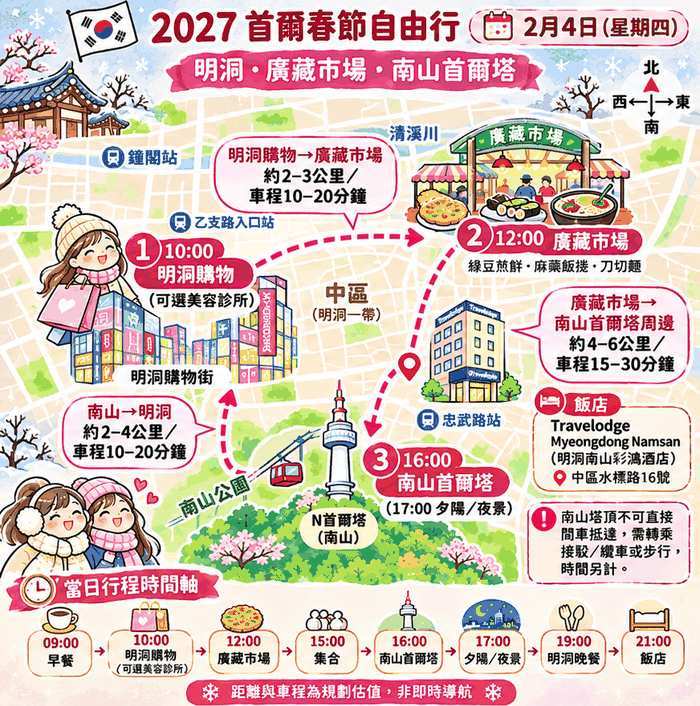 2027 首爾春節自由行
2月4日(星期四)
明洞・廣藏市場・南山首爾塔
北
西 東
南
清溪川
廣藏市場
鐘閣站
明洞購物→廣藏市場
約2–3公里／
車程10–20分鐘
乙支路入口站
1 10:00
明洞購物
(可選美容診所)
2 12:00 廣藏市場
綠豆煎餅・麻藥飯捲・刀切麵
中區
(明洞一帶)
Travelodge
Travelodge
廣藏市場→
南山首爾塔周邊
約4–6公里／
車程15–30分鐘
明洞購物街
南山→明洞
約2–4公里／
車程10–20分鐘
忠武路站
飯店
Travelodge
Myeongdong Namsan
(明洞南山彩鴻酒店)
中區水標路16號
3 16:00
南山首爾塔
(17:00 夕陽／夜景)
南山公園
N首爾塔
(南山)
南山塔頂不可直接
開車抵達，需轉乘
接駁／纜車或步行，
時間另計。
當日行程時間軸
09:00
早餐
10:00
明洞購物
(可選美容診所)
12:00
廣藏市場
15:00
集合
16:00
南山首爾塔
17:00
夕陽／夜景
19:00
明洞晚餐
21:00
飯店
距離與車程為規劃估值，非即時導航